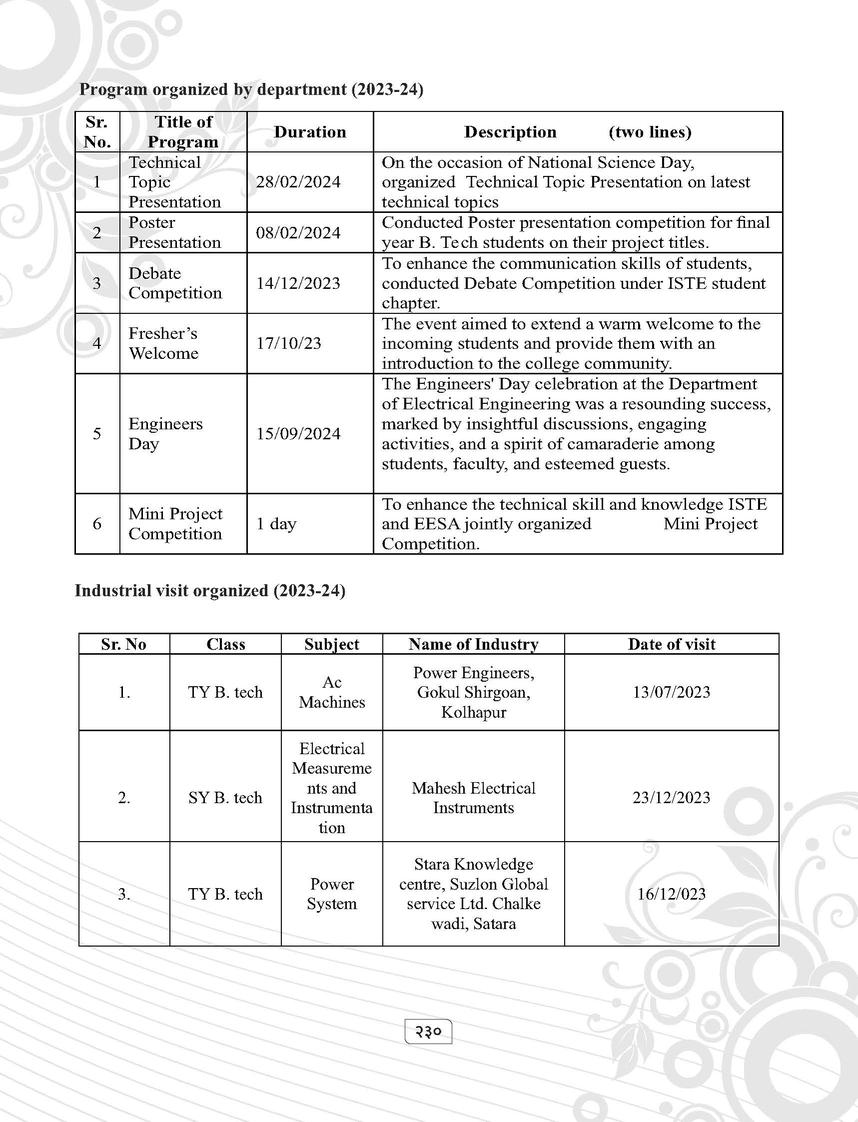 Program organized by department (2023-24)
Sr. No. Title of Program Duration Description (two lines)
1 Technical Topic Presentation 28/02/2024 On the occasion of National Science Day,
organized Technical Topic Presentation on latest
technical topics
2 Poster Presentation 08/02/2024 Conducted Poster presentation competition for final
year B. Tech students on their project titles.
3 Debate Competition 14/12/2023 To enhance the communication skills of students,
conducted Debate Competition under ISTE student
chapter.
4 Fresher’s Welcome 17/10/23 The event aimed to extend a warm welcome to the
incoming students and provide them with an
introduction to the college community.
5 Engineers Day 15/09/2024 The Engineers' Day celebration at the Department
of Electrical Engineering was a resounding success,
marked by insightful discussions, engaging
activities, and a spirit of camaraderie among
students, faculty, and esteemed guests.
6 Mini Project Competition 1 day To enhance the technical skill and knowledge ISTE
and EESA jointly organized Mini Project
Competition.
Industrial visit organized (2023-24)
Sr. No Class Subject Name of Industry Date of visit
1. TY B. tech Ac Machines Power Engineers, Gokul Shirgoan, Kolhapur 13/07/2023
2. SY B. tech Electrical Measureme nts and Instrumenta tion Mahesh Electrical Instruments 23/12/2023
3. TY B. tech Power System Stara Knowledge centre, Suzlon Global service Ltd. Chalke wadi, Satara 16/12/023
२३०